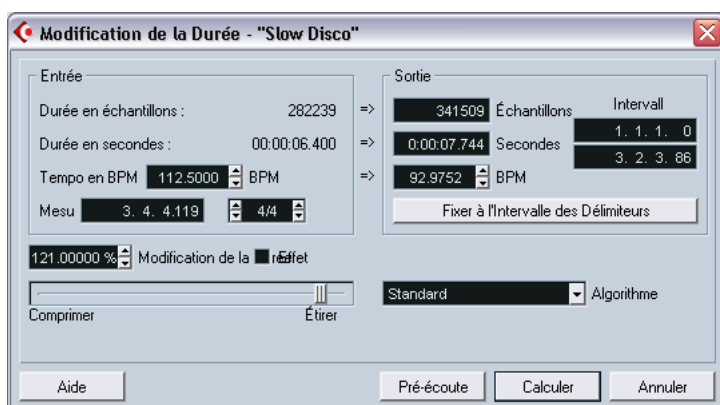 Modification de la Durée - "Slow Disco"
Entrée
Durée en échantillons : 282239 =>
Durée en secondes : 00:00:06.400 =>
Tempo en BPM 112.5000 BPM =>
Mesu 3. 4. 4.119 4/4
Sortie
341509 Échantillons
0:00:07.744 Secondes
92.9752 BPM
Intervall
1. 1. 1. 0
3. 2. 3. 86
Fixer à l'Intervalle des Délimiteurs
121.00000 % Modification de la Effet
Comprimer Étirer
Standard Algorithme
Aide Pré-écoute Calculer Annuler